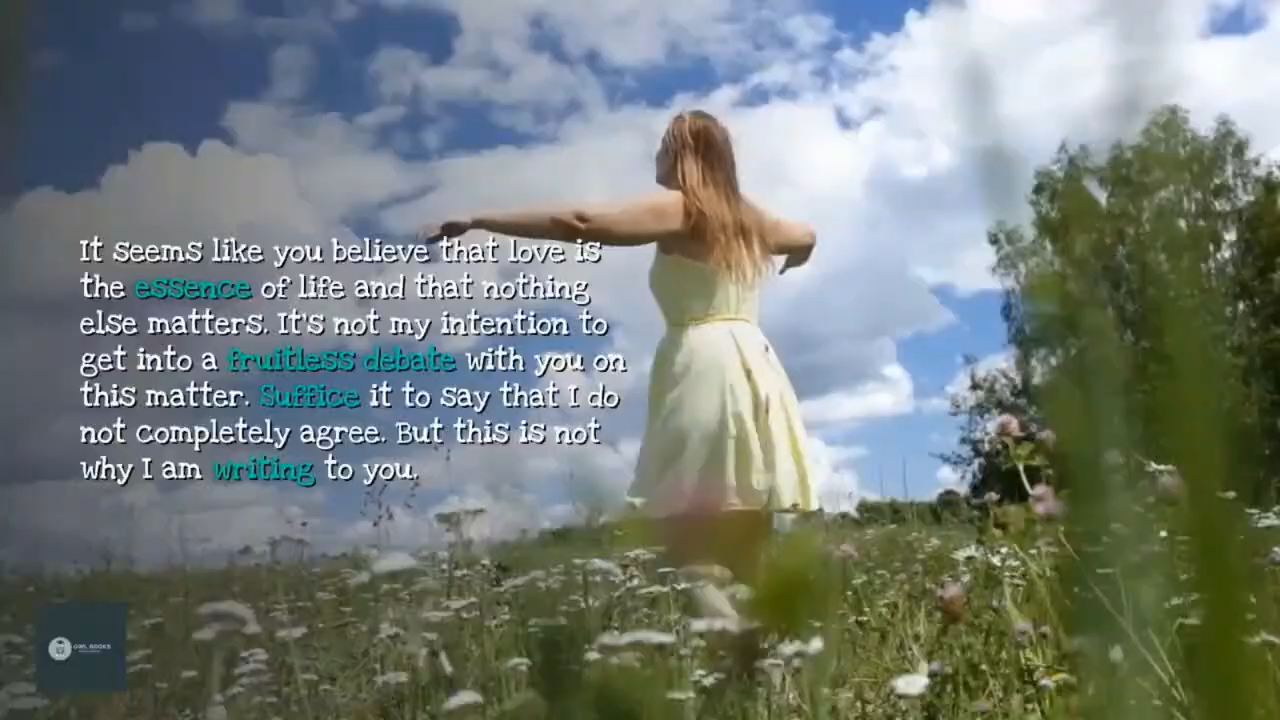 It seems like you believe that love is
the essence of life and that nothing
else matters. It's not my intention to
get into a fruitless debate with you on
this matter. Suffice it to say that I do
not completely agree. But this is not
why I am writing to you.
OWL BOOKS